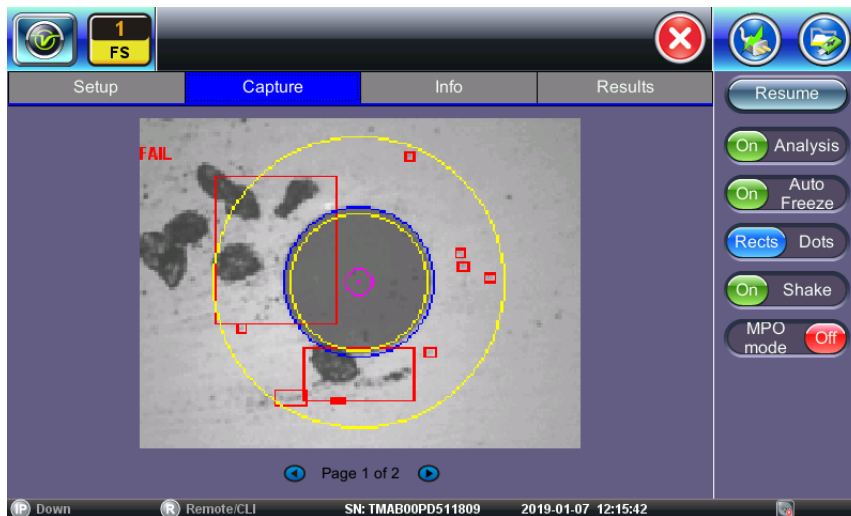 1
FS
Setup
Capture
Info
Results
Resume
FAIL
On Analysis
On Auto
Freeze
Rects Dots
On Shake
MPO
mode Off
Page 1 of 2
IP Down
R Remote/CLI
SN: TMAB00PD511809
2019-01-07 12:15:42